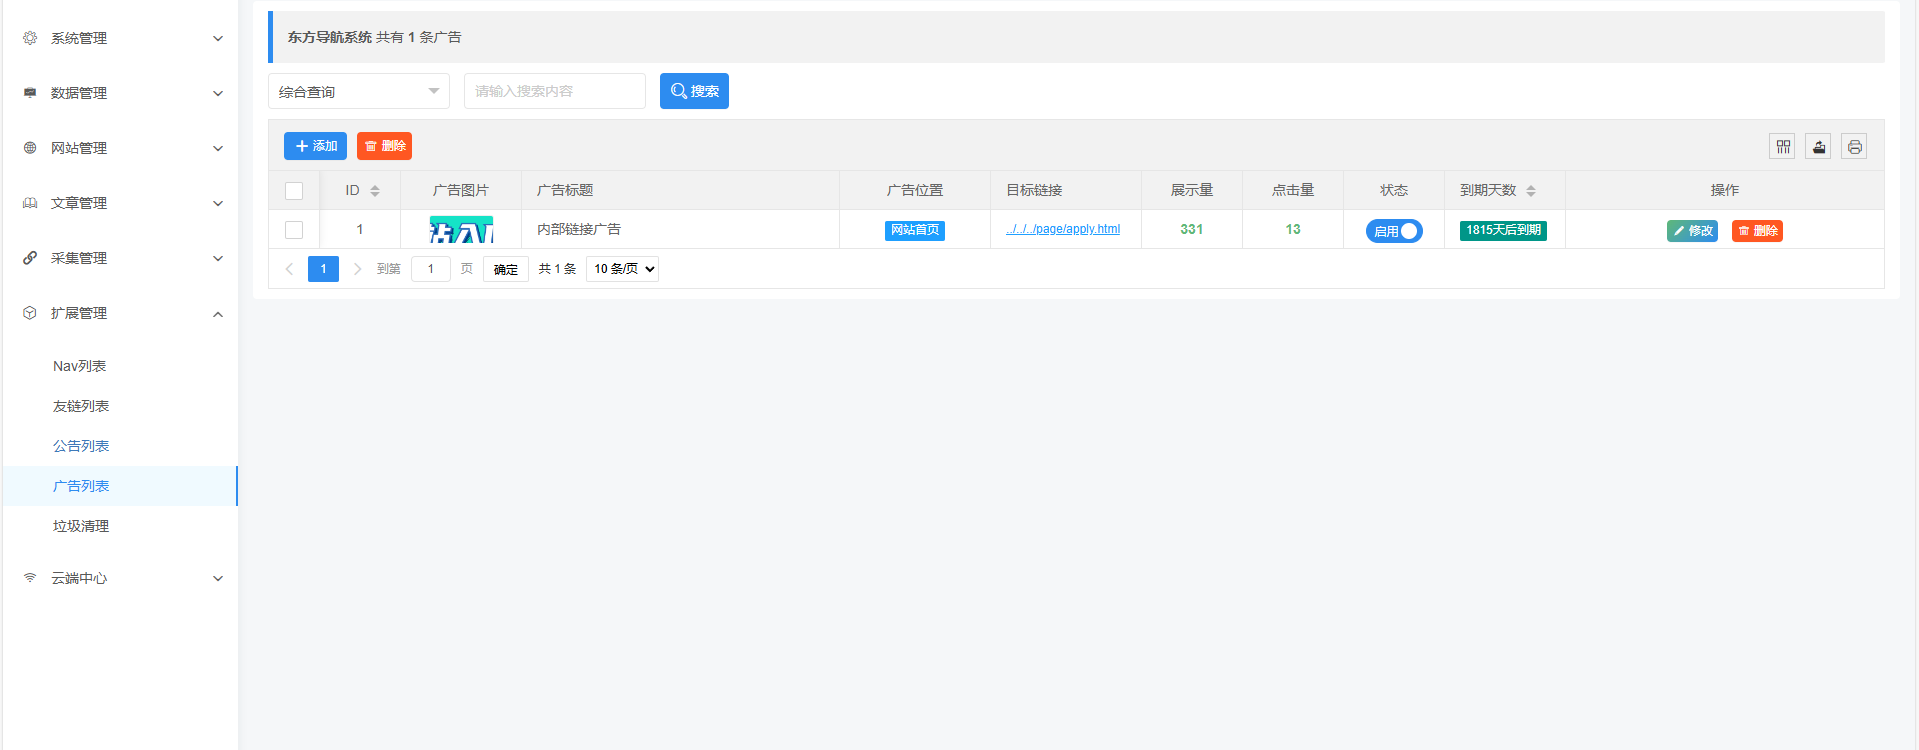 系统管理
数据管理
网站管理
文章管理
采集管理
扩展管理
Nav列表
友链列表
公告列表
广告列表
垃圾清理
云端中心
东方导航系统 共有 1 条广告
综合查询 请输入搜索内容 搜索
添加 删除
ID 广告图片 广告标题 广告位置 目标链接 展示量 点击量 状态 到期天数 操作
1 内部链接广告 网站首页 ../../../page/apply.html 331 13 启用 1815天后到期 修改 删除
1 到第 1 页 确定 共 1 条 10 条/页